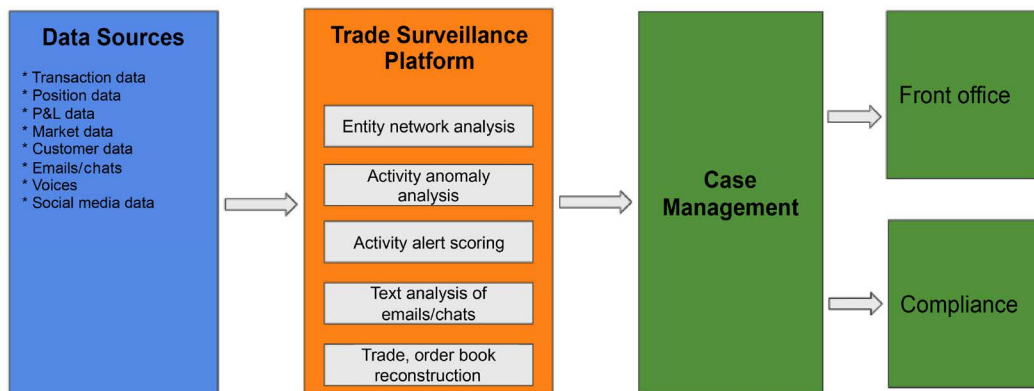 Data Sources
* Transaction data
* Position data
* P&L data
* Market data
* Customer data
* Emails/chats
* Voices
* Social media data
Trade Surveillance
Platform
Entity network analysis
Activity anomaly
analysis
Activity alert scoring
Text analysis of
emails/chats
Trade, order book
reconstruction
Case
Management
Front office
Compliance